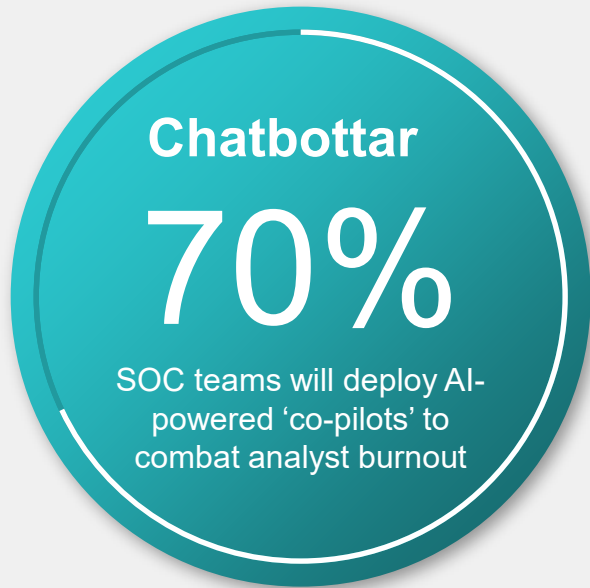 Chatbottar
70%
SOC teams will deploy AI-
powered ‘co-pilots’ to
combat analyst burnout